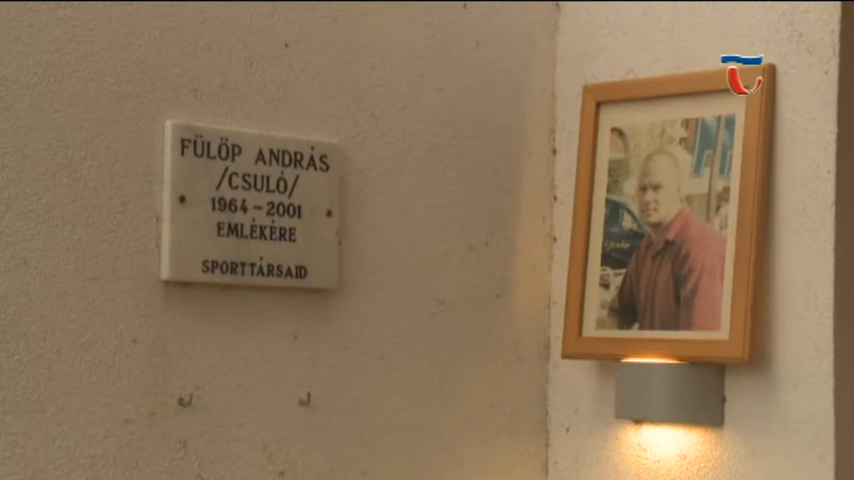 FÜLÖP ANDRÁS
/CSULÓ/
1964-2001
EMLÉKÉRE
SPORTTÁRSAID